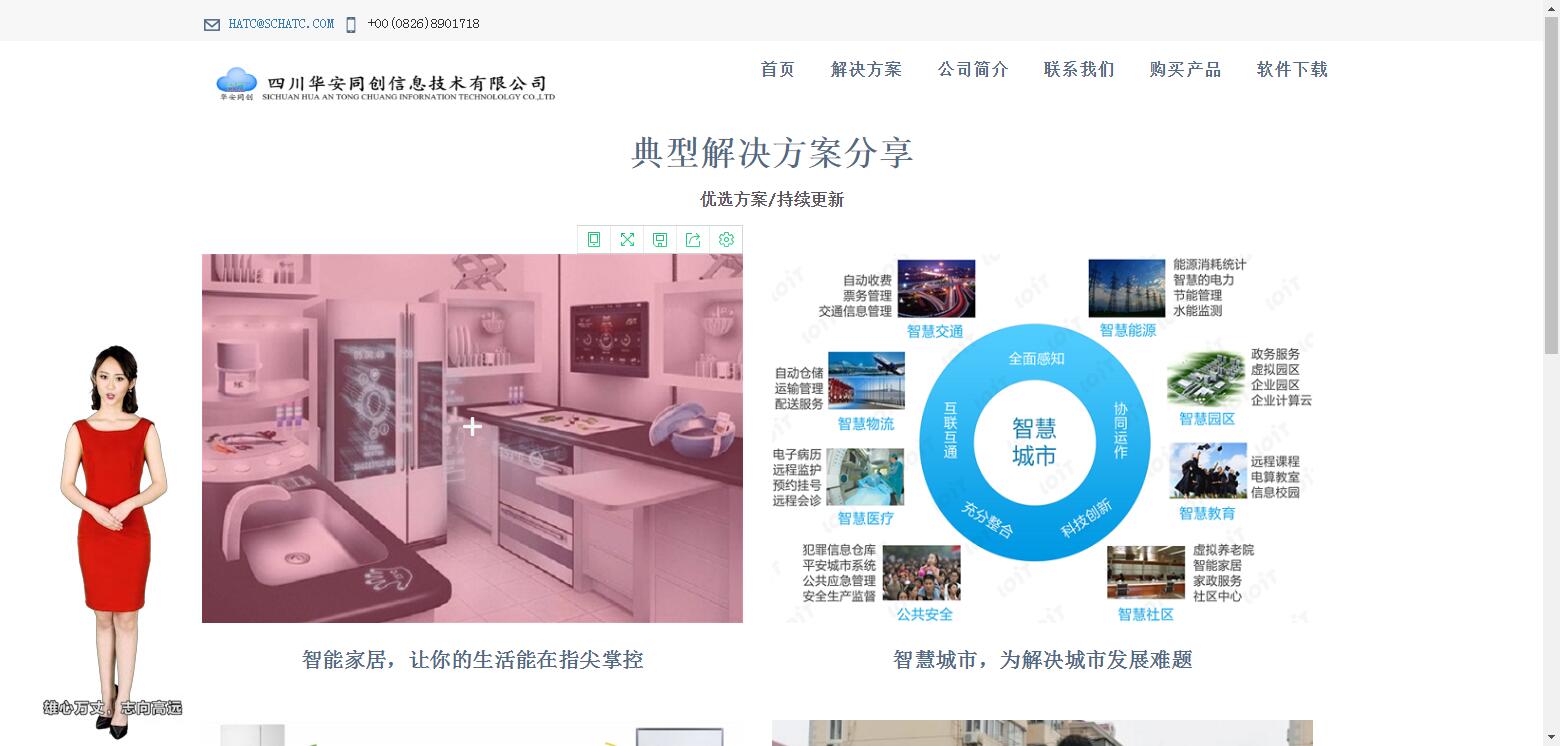 HATC@SCHATC.COM
+00(0826)8901718
四川华安同创信息技术有限公司
华安同创
SICHUAN HUA AN TONG CHUANG INFORNATION TECHNOLOLGY CO.,LTD
首页
解决方案
公司简介
联系我们
购买产品
软件下载
典型解决方案分享
优选方案/持续更新
自动收费
票务管理
交通信息管理
智慧交通
能源消耗统计
智慧的电力
节能管理
水能监测
智慧能源
自动仓储
运输管理
配送服务
智慧物流
政务服务
虚拟园区
企业园区
企业计算云
智慧园区
全面感知
互联互通
协同运作
充分整合
科技创新
智慧
城市
电子病历
远程监护
预约挂号
远程会诊
智慧医疗
远程课程
电算教室
信息校园
智慧教育
犯罪信息仓库
平安城市系统
公共应急管理
安全生产监督
公共安全
虚拟养老院
智能家居
家政服务
社区中心
智慧社区
智能家居，让你的生活能在指尖掌控
智慧城市，为解决城市发展难题
雄心万丈，志向高远